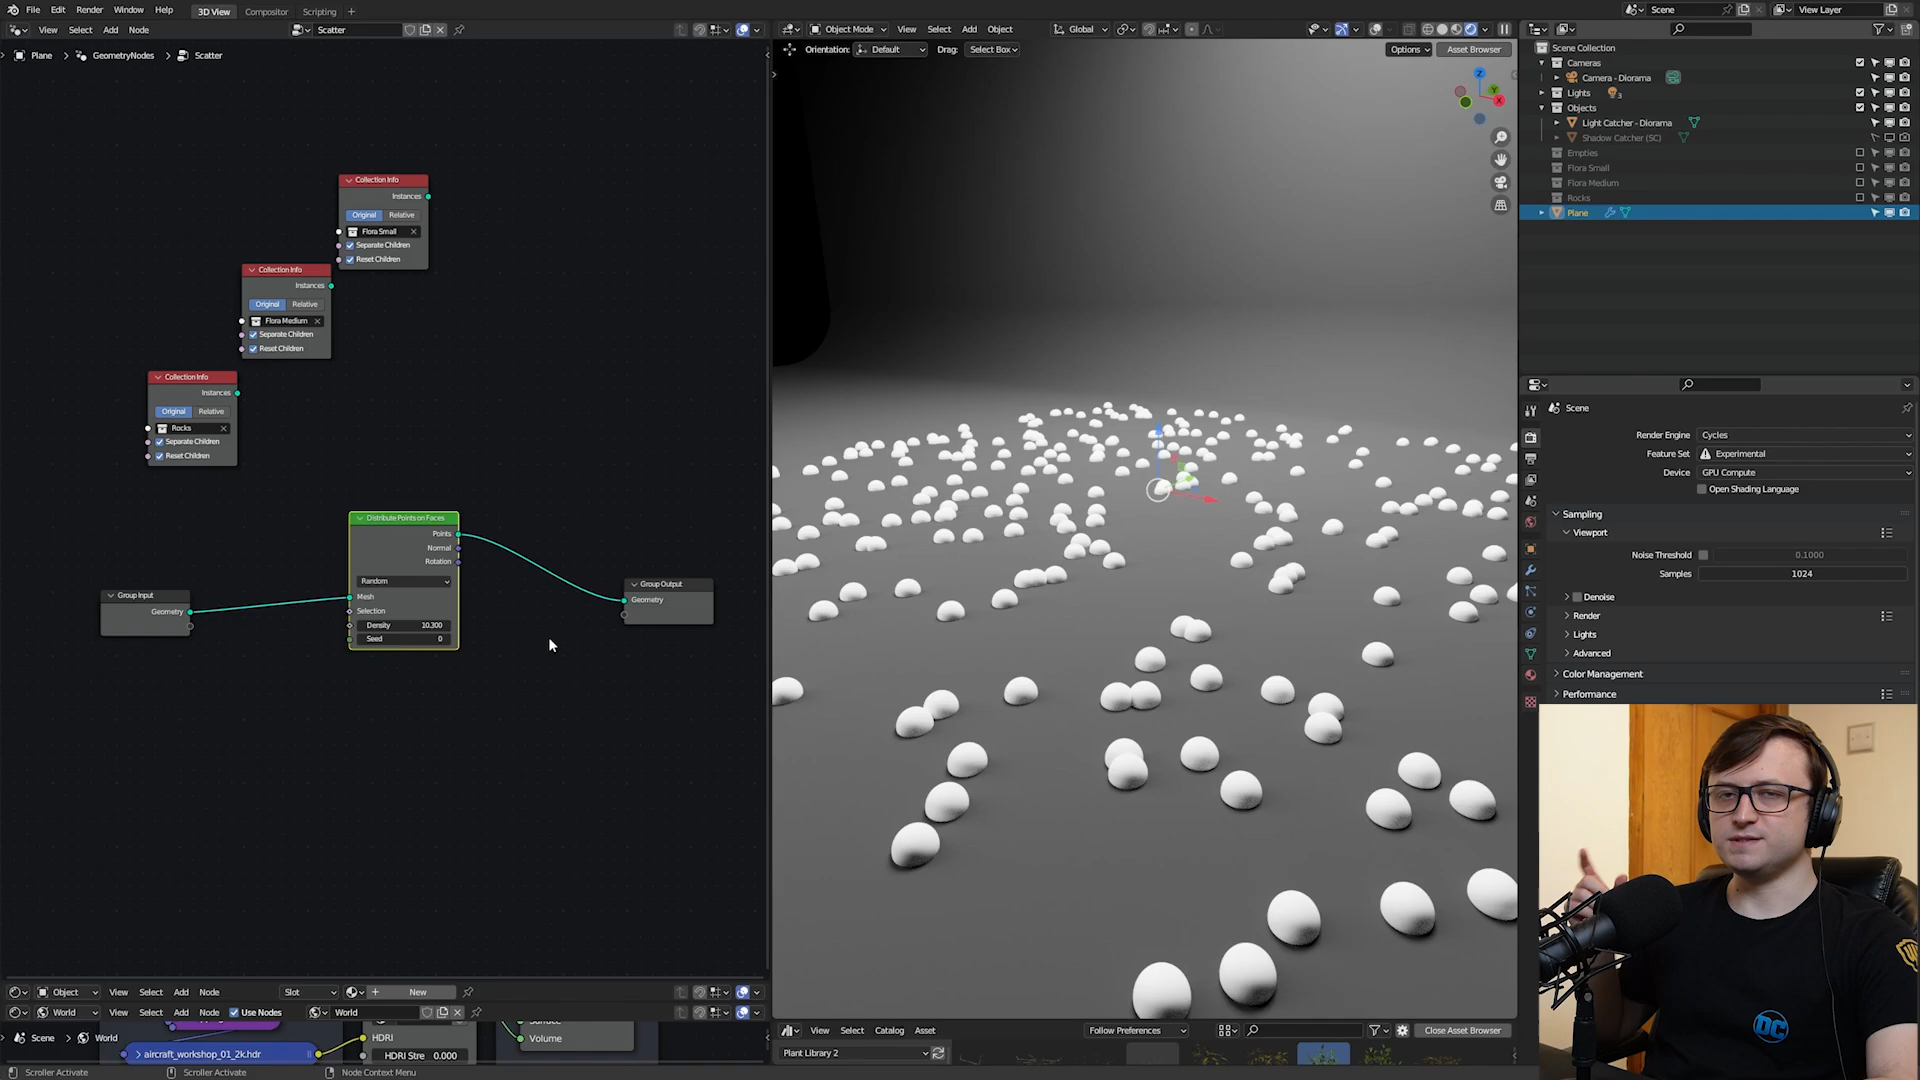 File Edit Render Window Help 3D View Compositor Scripting +
Scene View Layer
View Select Add Node Scatter
Object Mode View Select Add Object Global
Plane > GeometryNodes > Scatter
Orientation: Default Drag: Select Box Options Asset Browser
Scene Collection
Cameras
Camera - Diorama
Lights 3
Objects
Light Catcher - Diorama
Shadow Catcher (SC)
Empties
Flora Small
Flora Medium
Rocks
Plane
Z
Y
X
Collection Info
Instances
Original Relative
Flora Small
Separate Children
Reset Children
Collection Info
Instances
Original Relative
Flora Medium
Separate Children
Reset Children
Collection Info
Instances
Original Relative
Rocks
Separate Children
Reset Children
Distribute Points on Faces
Points
Normal
Rotation
Random
Mesh
Selection
Density 10.300
Seed 0
Group Input
Geometry
Group Output
Geometry
Scene
Render Engine Cycles
Feature Set Experimental
Device GPU Compute
Open Shading Language
Sampling
Viewport
Noise Threshold 0.1000
Samples 1024
Denoise
Render
Lights
Advanced
Color Management
Performance
DC
Object View Select Add Node Slot New
World View Select Add Node Use Nodes World
Scene > World
aircraft_workshop_01_2k.hdr
HDRI
HDRI Stre 0.000
Surface
Volume
View Select Catalog Asset Follow Preferences Close Asset Browser
Plant Library 2
Scroller Activate Scroller Activate Node Context Menu